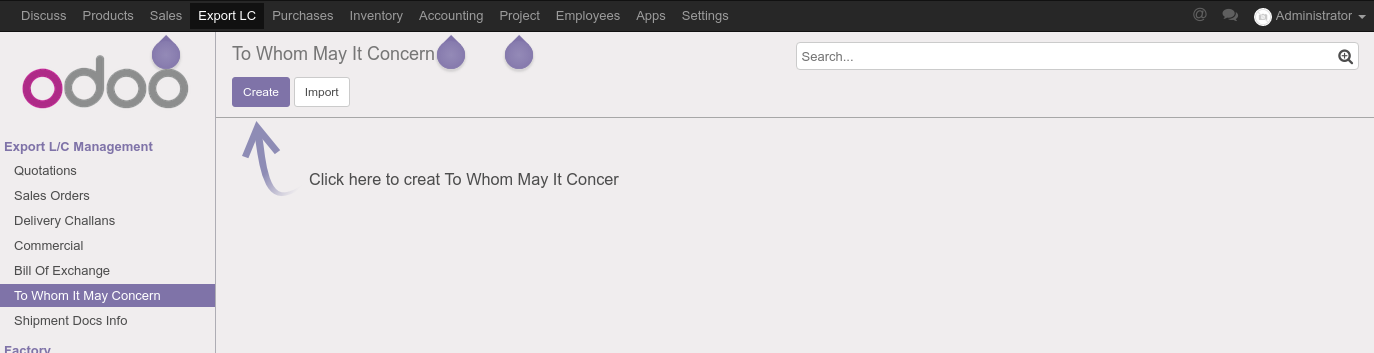 Discuss Products Sales Export LC Purchases Inventory Accounting Project Employees Apps Settings @ Administrator
odoo
To Whom May It Concern
Search...
Create Import
Click here to creat To Whom May It Concer
Export L/C Management
Quotations
Sales Orders
Delivery Challans
Commercial
Bill Of Exchange
To Whom It May Concern
Shipment Docs Info
Factory